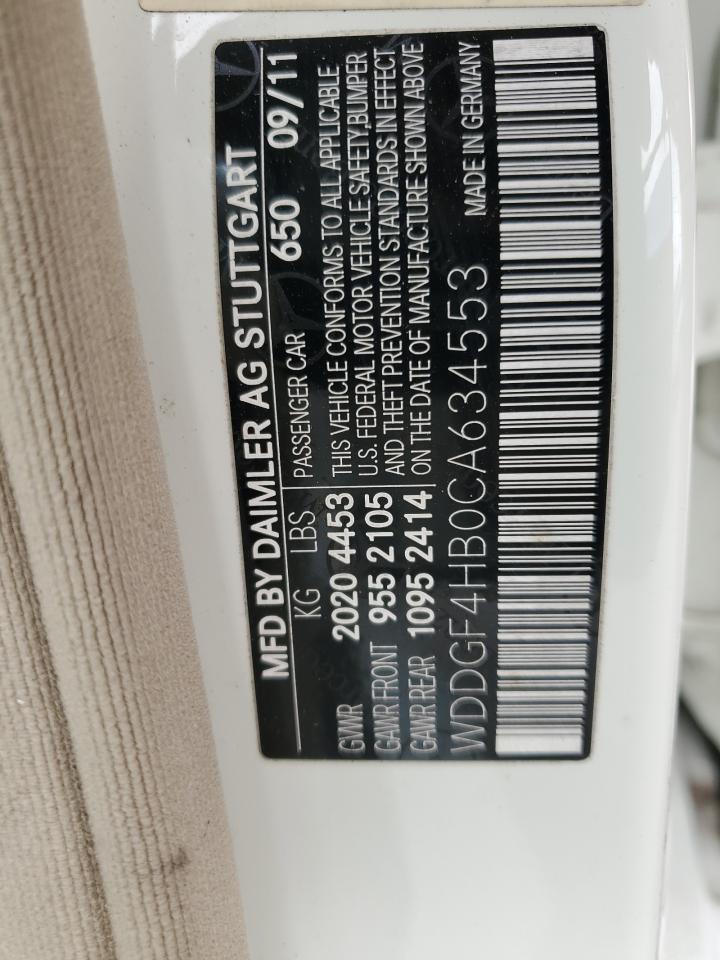 MFD BY DAIMLER AG STUTTGART
KG LBS PASSENGER CAR 650 09/11
GWR 2020 4453
GAWR FRONT 955 2105
GAWR REAR 1095 2414
THIS VEHICLE CONFORMS TO ALL APPLICABLE
U.S. FEDERAL MOTOR VEHICLE SAFETY,BUMPER
AND THEFT PREVENTION STANDARDS IN EFFECT
ON THE DATE OF MANUFACTURE SHOWN ABOVE
WDDGF4HB0CA634553 MADE IN GERMANY